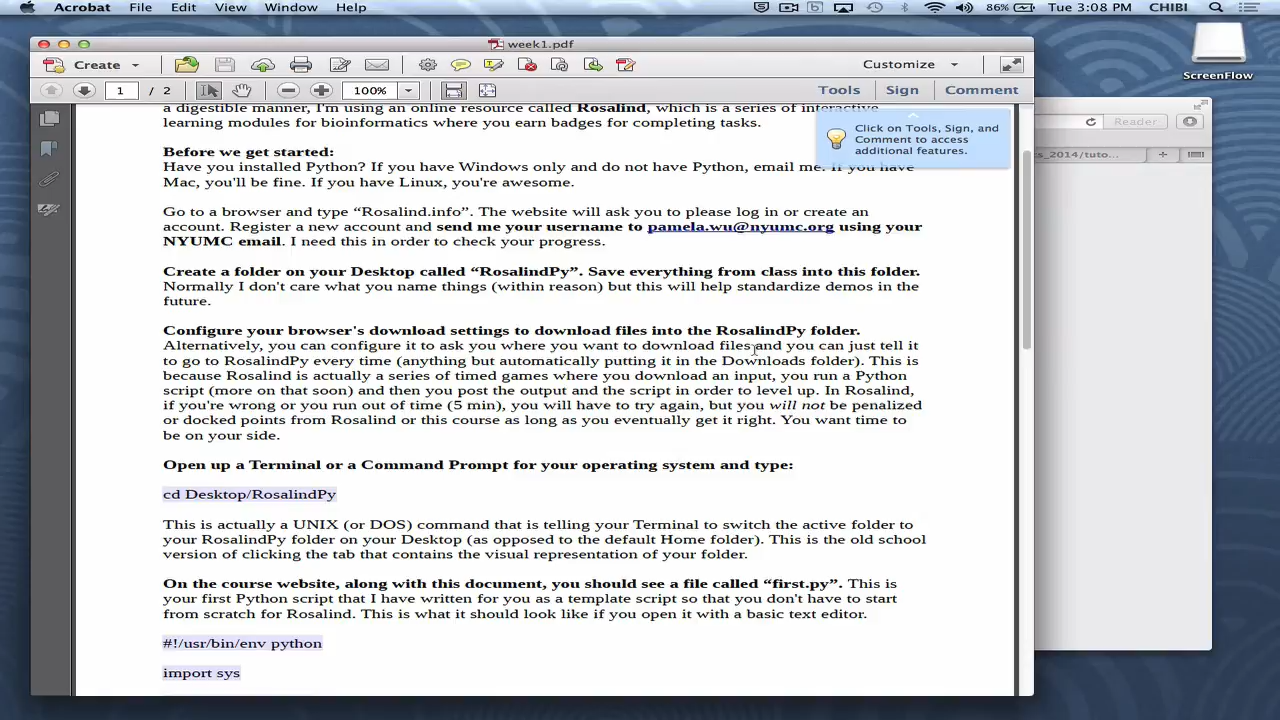 Acrobat File Edit View Window Help 86% Tue 3:08 PM CHIBI
week1.pdf
ScreenFlow
Create Customize
1 / 2 100% Tools Sign Comment
Click on Tools, Sign, and
Comment to access
additional features.
Reader
s_2014/tuto...
a digestible manner, I'm using an online resource called Rosalind, which is a series of interactive
learning modules for bioinformatics where you earn badges for completing tasks.
Before we get started:
Have you installed Python? If you have Windows only and do not have Python, email me. If you have
Mac, you'll be fine. If you have Linux, you're awesome.
Go to a browser and type “Rosalind.info”. The website will ask you to please log in or create an
account. Register a new account and send me your username to pamela.wu@nyumc.org using your
NYUMC email. I need this in order to check your progress.
Create a folder on your Desktop called “RosalindPy”. Save everything from class into this folder.
Normally I don't care what you name things (within reason) but this will help standardize demos in the
future.
Configure your browser's download settings to download files into the RosalindPy folder.
Alternatively, you can configure it to ask you where you want to download files and you can just tell it
to go to RosalindPy every time (anything but automatically putting it in the Downloads folder). This is
because Rosalind is actually a series of timed games where you download an input, you run a Python
script (more on that soon) and then you post the output and the script in order to level up. In Rosalind,
if you're wrong or you run out of time (5 min), you will have to try again, but you will not be penalized
or docked points from Rosalind or this course as long as you eventually get it right. You want time to
be on your side.
Open up a Terminal or a Command Prompt for your operating system and type:
cd Desktop/RosalindPy
This is actually a UNIX (or DOS) command that is telling your Terminal to switch the active folder to
your RosalindPy folder on your Desktop (as opposed to the default Home folder). This is the old school
version of clicking the tab that contains the visual representation of your folder.
On the course website, along with this document, you should see a file called “first.py”. This is
your first Python script that I have written for you as a template script so that you don't have to start
from scratch for Rosalind. This is what it should look like if you open it with a basic text editor.
#!/usr/bin/env python
import sys